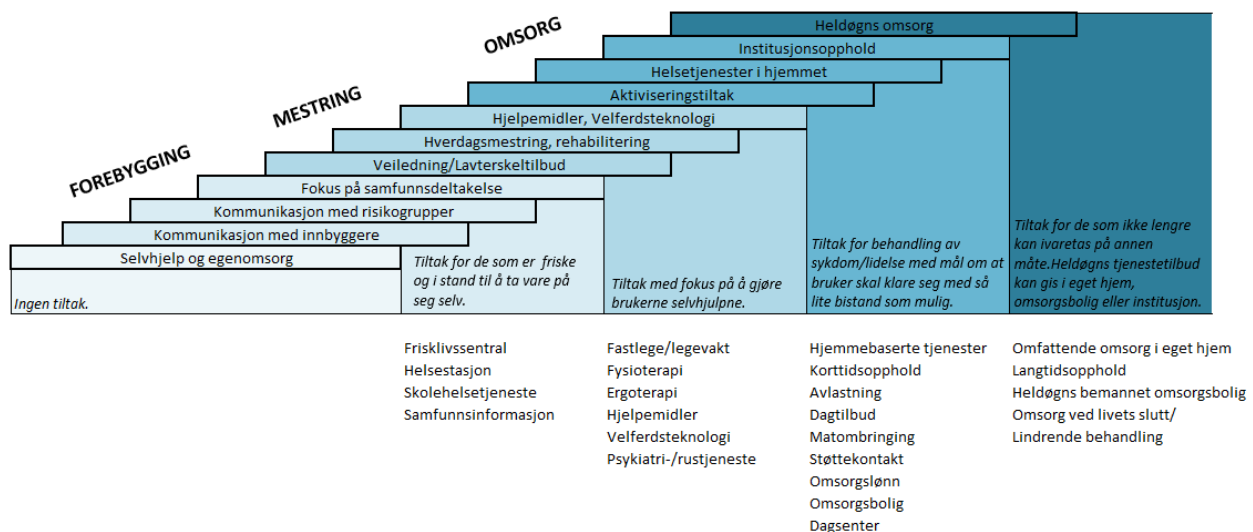 OMSORG
MESTRING
FOREBYGGING
Heldøgns omsorg
Institusjonsopphold
Helsetjenester i hjemmet
Aktiviseringstiltak
Hjelpemidler, Velferdsteknologi
Hverdagsmestring, rehabilitering
Veiledning/Lavterskeltilbud
Fokus på samfunnsdeltakelse
Kommunikasjon med risikogrupper
Kommunikasjon med innbyggere
Selvhjelp og egenomsorg
Ingen tiltak.
Tiltak for de som er friske
og i stand til å ta vare på
seg selv.
Tiltak med fokus på å gjøre
brukerne selvhjulpne.
Tiltak for behandling av
sykdom/lidelse med mål om at
bruker skal klare seg med så
lite bistand som mulig.
Tiltak for de som ikke lengre
kan ivaretas på annen
måte.Heldøgns tjenestetilbud
kan gis i eget hjem,
omsorgsbolig eller institusjon.
Frisklivssentral
Helsestasjon
Skolehelsetjeneste
Samfunnsinformasjon
Fastlege/legevakt
Fysioterapi
Ergoterapi
Hjelpemidler
Velferdsteknologi
Psykiatri-/rustjeneste
Hjemmebaserte tjenester
Korttidsopphold
Avlastning
Dagtilbud
Matombringing
Støttekontakt
Omsorgslønn
Omsorgsbolig
Dagsenter
Omfattende omsorg i eget hjem
Langtidsopphold
Heldøgns bemannet omsorgsbolig
Omsorg ved livets slutt/
Lindrende behandling